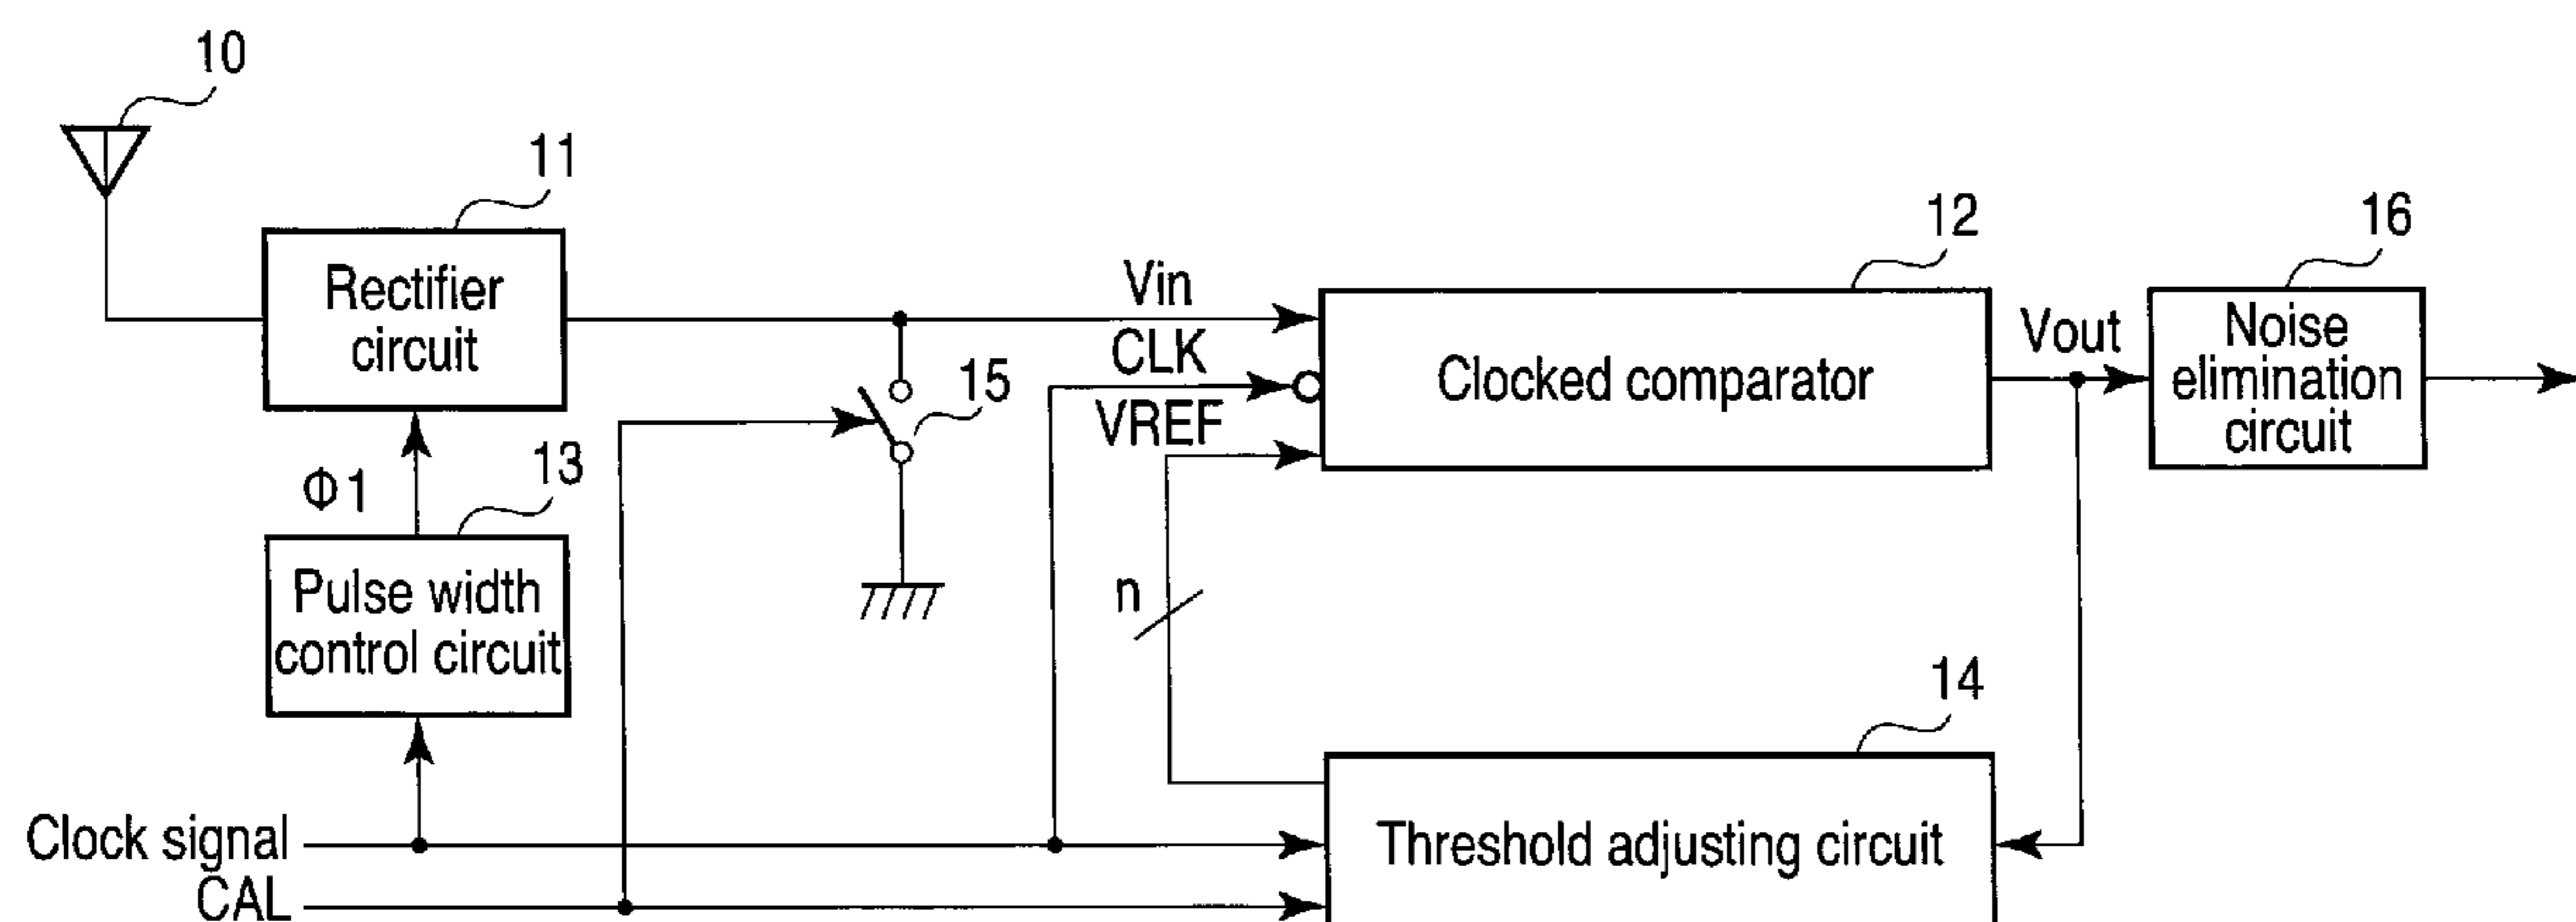 10
11
Rectifier
circuit
Vin
CLK
VREF
12
Clocked comparator
Vout
16
Noise
elimination
circuit
15
Φ1
13
Pulse width
control circuit
n
14
Threshold adjusting circuit
Clock signal
CAL